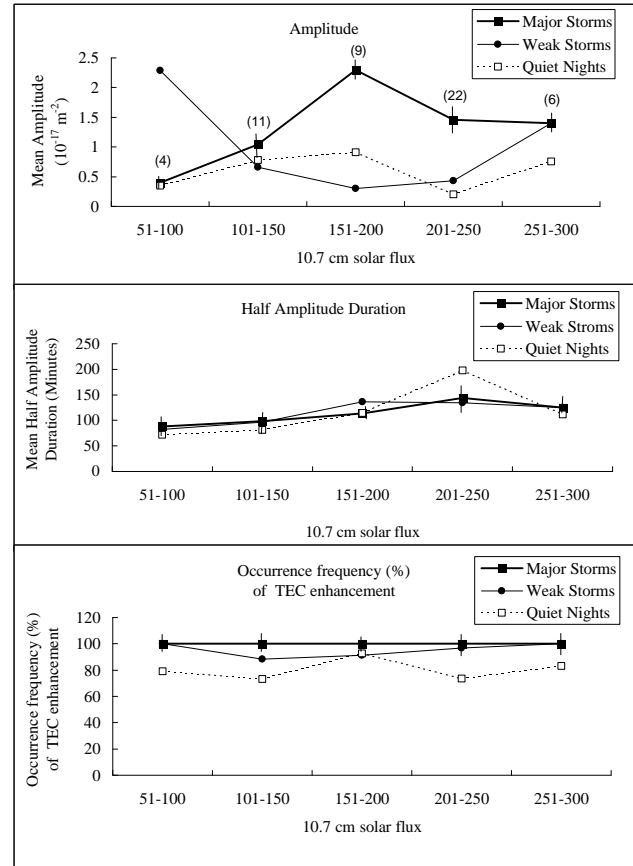 Amplitude
Major Storms
Weak Storms
Quiet Nights
Mean Amplitude
(10⁻¹⁷ m⁻²)
2.5
2
1.5
1
0.5
0
(4)
(11)
(9)
(22)
(6)
51-100 101-150 151-200 201-250 251-300
10.7 cm solar flux
Half Amplitude Duration
Major Storms
Weak Stroms
Quiet Nights
Mean Half Amplitude
Duration (Minutes)
250
200
150
100
50
0
51-100 101-150 151-200 201-250 251-300
10.7 cm solar flux
Occurrence frequency (%)
of TEC enhancement
Major Storms
Weak Storms
Quiet Nights
Occurrence frequency (%)
of TEC enhancement
120
100
80
60
40
20
0
51-100 101-150 151-200 201-250 251-300
10.7 cm solar flux